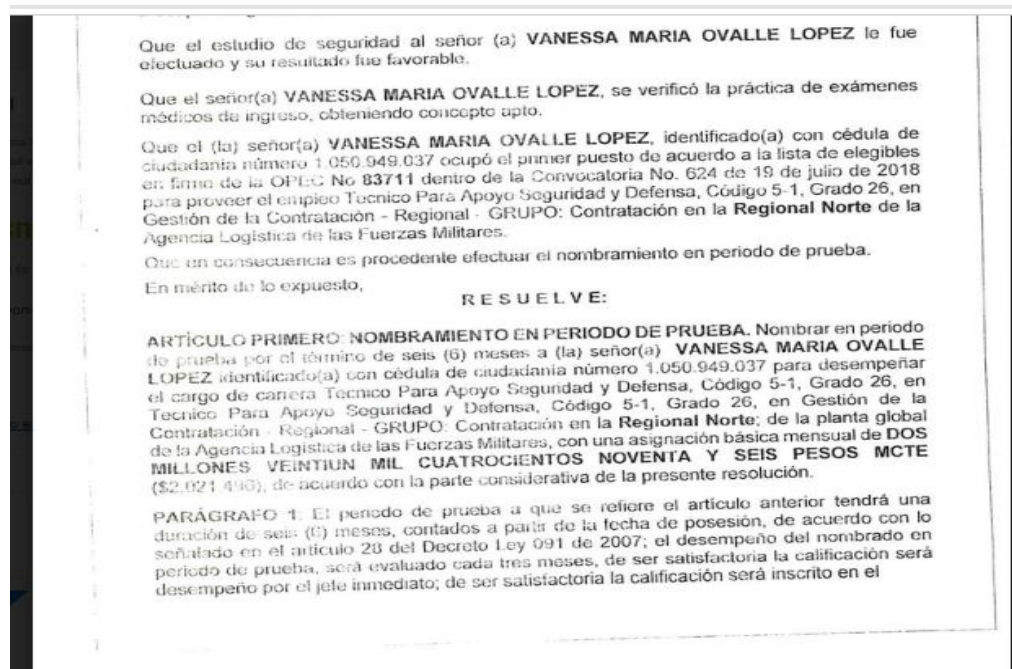 Que el estudio de seguridad al señor (a) VANESSA MARIA OVALLE LOPEZ le fue
efectuado y su resultado fue favorable.
Que el señor(a) VANESSA MARIA OVALLE LOPEZ, se verificó la práctica de exámenes
médicos de ingreso, obteniendo concepto apto.
Que el (la) señor(a) VANESSA MARIA OVALLE LOPEZ, identificado(a) con cédula de
ciudadanía número 1.050.949.037 ocupó el primer puesto de acuerdo a la lista de elegibles
en firme de la OPEC No 83711 dentro de la Convocatoria No. 624 de 19 de julio de 2018
para proveer el empleo Tecnico Para Apoyo Seguridad y Defensa, Código 5-1, Grado 26, en
Gestión de la Contratación - Regional - GRUPO: Contratación en la Regional Norte de la
Agencia Logística de las Fuerzas Militares.
Que en consecuencia es procedente efectuar el nombramiento en periodo de prueba.
En mérito de lo expuesto,
R E S U E L V E:
ARTÍCULO PRIMERO: NOMBRAMIENTO EN PERIODO DE PRUEBA. Nombrar en periodo
de prueba por el término de seis (6) meses a (la) señor(a) VANESSA MARIA OVALLE
LOPEZ identificado(a) con cédula de ciudadanía número 1.050.949.037 para desempeñar
el cargo de carrera Tecnico Para Apoyo Seguridad y Defensa, Código 5-1, Grado 26, en
Tecnico Para Apoyo Seguridad y Defensa, Código 5-1, Grado 26, en Gestión de la
Contratación - Regional - GRUPO: Contratación en la Regional Norte; de la planta global
de la Agencia Logística de las Fuerzas Militares, con una asignación básica mensual de DOS
MILLONES VEINTIUN MIL CUATROCIENTOS NOVENTA Y SEIS PESOS MCTE
($2.021.496), de acuerdo con la parte considerativa de la presente resolución.
PARÁGRAFO 1: El periodo de prueba a que se refiere el artículo anterior tendrá una
duración de seis (6) meses, contados a partir de la fecha de posesión, de acuerdo con lo
señalado en el artículo 28 del Decreto Ley 091 de 2007; el desempeño del nombrado en
periodo de prueba, será evaluado cada tres meses, de ser satisfactoria la calificación será
desempeño por el jefe inmediato; de ser satisfactoria la calificación será inscrito en el